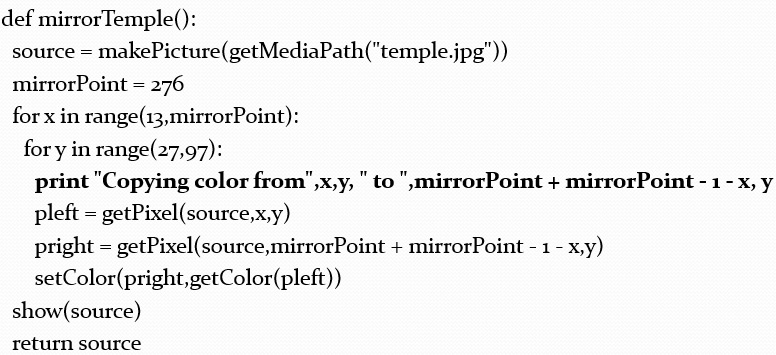 def mirrorTemple():
source = makePicture(getMediaPath("temple.jpg"))
mirrorPoint = 276
for x in range(13,mirrorPoint):
for y in range(27,97):
print "Copying color from",x,y, " to ",mirrorPoint + mirrorPoint - 1 - x, y
pleft = getPixel(source,x,y)
pright = getPixel(source,mirrorPoint + mirrorPoint - 1 - x,y)
setColor(pright,getColor(pleft))
show(source)
return source